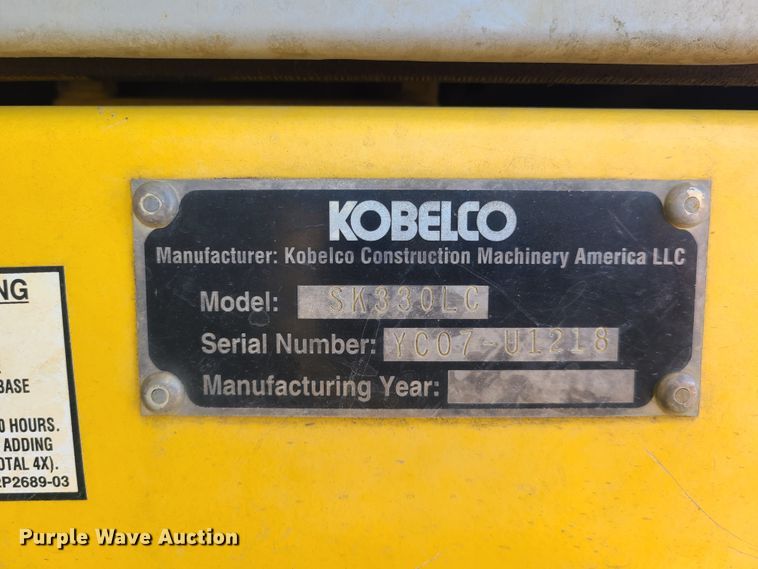 KOBELCO
Manufacturer: Kobelco Construction Machinery America LLC
Model: SK330LC
Serial Number: YC07-U1218
Manufacturing Year:
NG
BASE
0 HOURS.
ADDING
OTAL 4X).
2P2689-03
Purple Wave Auction